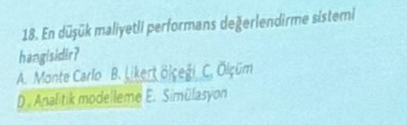 18. En düşük maliyetli performans değerlendirme sistemi
hangisidir?
A. Monte Carlo B. Likert ölçeği C. Ölçüm
D. Analitik modelleme E. Simülasyon